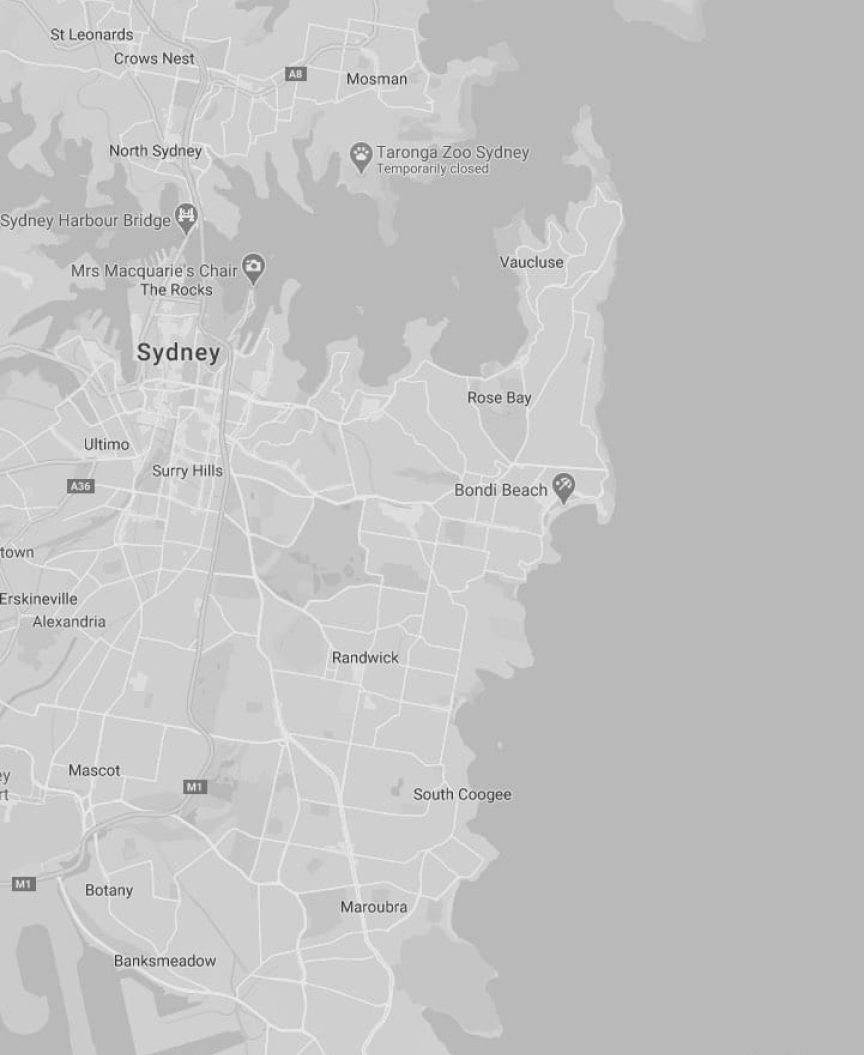 St Leonards
Crows Nest
A8
Mosman
North Sydney
Taronga Zoo Sydney
Temporarily closed
Sydney Harbour Bridge
Vaucluse
Mrs Macquarie's Chair
The Rocks
Sydney
Rose Bay
Ultimo
Surry Hills
A36
Bondi Beach
town
Erskineville
Alexandria
Randwick
Mascot
ey
rt
M1
South Coogee
M1
Botany
Maroubra
Banksmeadow